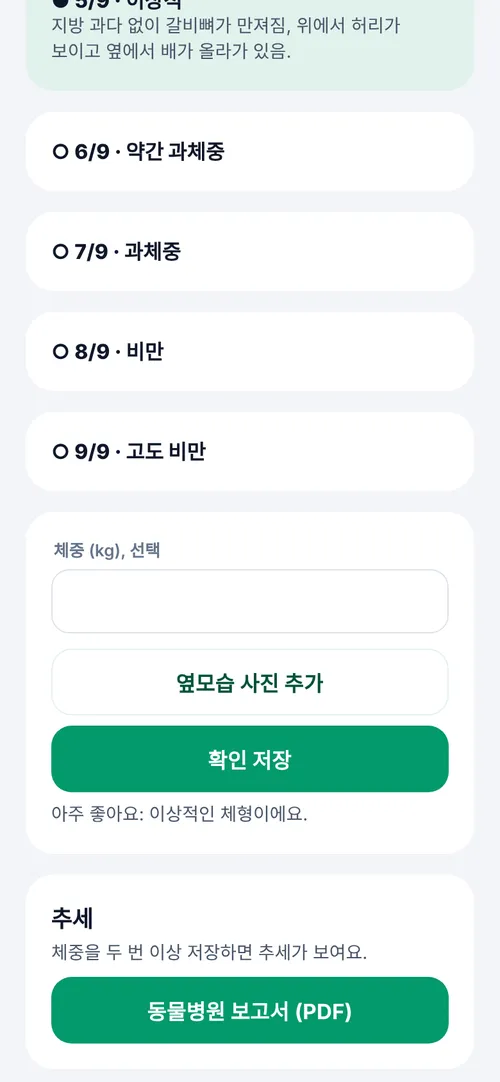 ● 5/9 · 이상적
지방 과다 없이 갈비뼈가 만져짐, 위에서 허리가
보이고 옆에서 배가 올라가 있음.
○ 6/9 · 약간 과체중
○ 7/9 · 과체중
○ 8/9 · 비만
○ 9/9 · 고도 비만
체중 (kg), 선택
옆모습 사진 추가
확인 저장
아주 좋아요: 이상적인 체형이에요.
추세
체중을 두 번 이상 저장하면 추세가 보여요.
동물병원 보고서 (PDF)